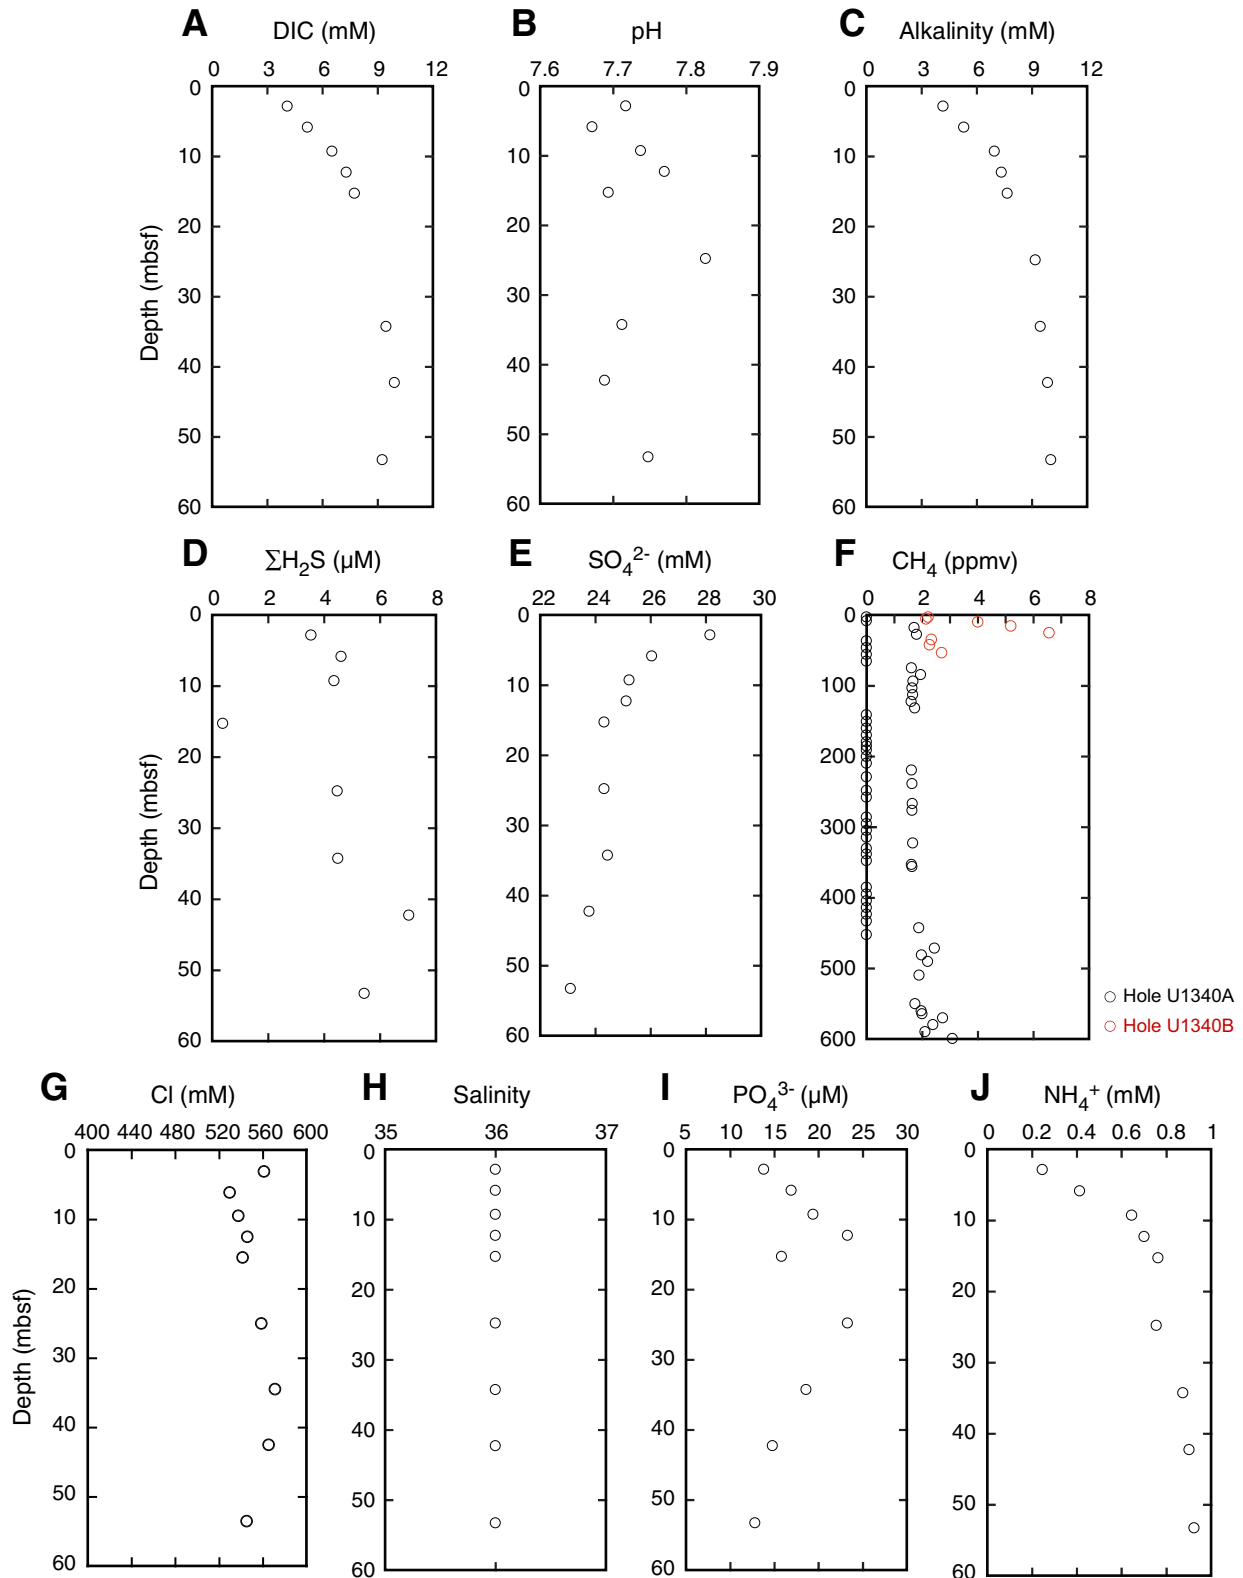 A DIC (mM)
0 3 6 9 12
B pH
7.6 7.7 7.8 7.9
C Alkalinity (mM)
0 3 6 9 12
Depth (mbsf)
0
10
20
30
40
50
60
0
10
20
30
40
50
60
0
10
20
30
40
50
60
D ΣH2S (µM)
0 2 4 6 8
E SO4 2- (mM)
22 24 26 28 30
F CH4 (ppmv)
0 2 4 6 8
Depth (mbsf)
0
10
20
30
40
50
60
0
10
20
30
40
50
60
0
100
200
300
400
500
600
Hole U1340A
Hole U1340B
G Cl (mM)
400 440 480 520 560 600
H Salinity
35 36 37
I PO4 3- (µM)
5 10 15 20 25 30
J NH4 + (mM)
0 0.2 0.4 0.6 0.8 1
Depth (mbsf)
0
10
20
30
40
50
60
0
10
20
30
40
50
60
0
10
20
30
40
50
60
0
10
20
30
40
50
60